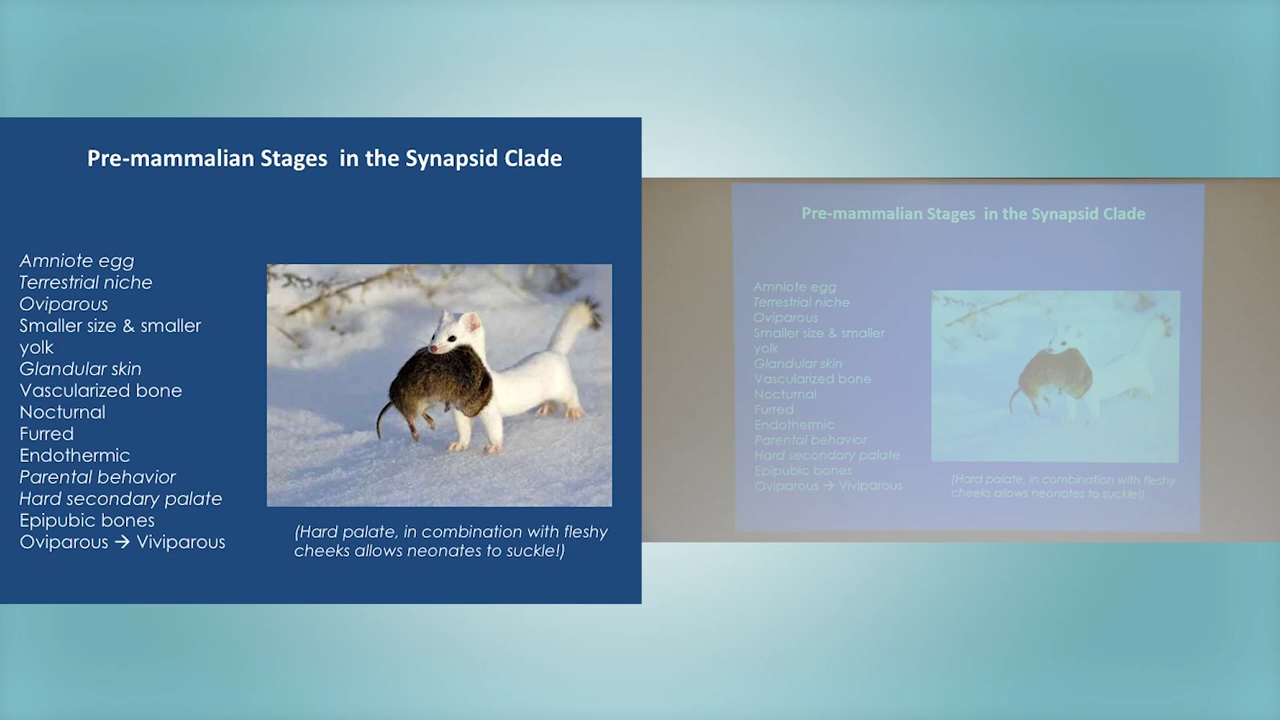 Pre-mammalian Stages in the Synapsid Clade
Amniote egg
Terrestrial niche
Oviparous
Smaller size & smaller
yolk
Glandular skin
Vascularized bone
Nocturnal
Furred
Endothermic
Parental behavior
Hard secondary palate
Epipubic bones
Oviparous → Viviparous
(Hard palate, in combination with fleshy
cheeks allows neonates to suckle!)
Pre-mammalian Stages in the Synapsid Clade
Amniote egg
Terrestrial niche
Oviparous
Smaller size & smaller
yolk
Glandular skin
Vascularized bone
Nocturnal
Furred
Endothermic
Parental behavior
Hard secondary palate
Epipubic bones
Oviparous → Viviparous
(Hard palate, in combination with fleshy
cheeks allows neonates to suckle!)